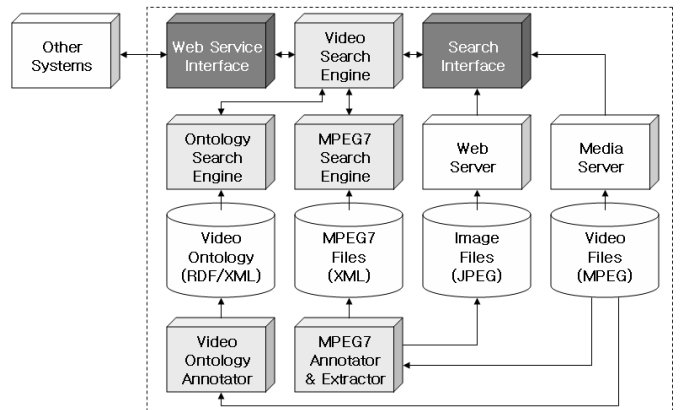 Other
Systems
Web Service
Interface
Video
Search
Engine
Search
Interface
Ontology
Search
Engine
MPEG7
Search
Engine
Web
Server
Media
Server
Video
Ontology
(RDF/XML)
MPEG7
Files
(XML)
Image
Files
(JPEG)
Video
Files
(MPEG)
Video
Ontology
Annotator
MPEG7
Annotator
& Extractor